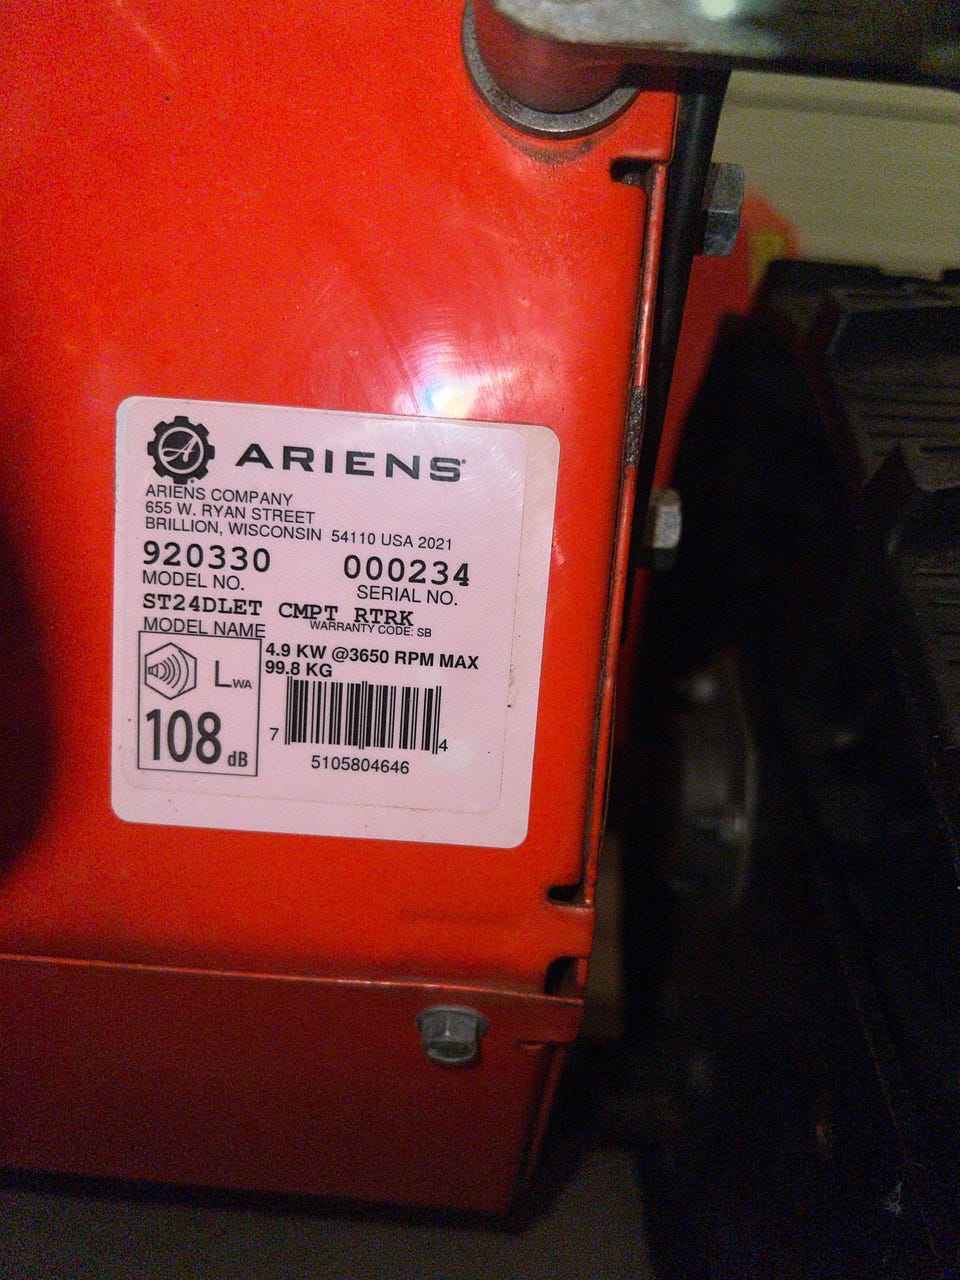 ARIENS
ARIENS COMPANY
655 W. RYAN STREET
BRILLION, WISCONSIN 54110 USA 2021
920330 000234
MODEL NO. SERIAL NO.
ST24DLET CMPT RTRK
MODEL NAME WARRANTY CODE: SB
4.9 KW @3650 RPM MAX
99.8 KG
LWA
108 dB
7 4
5105804646